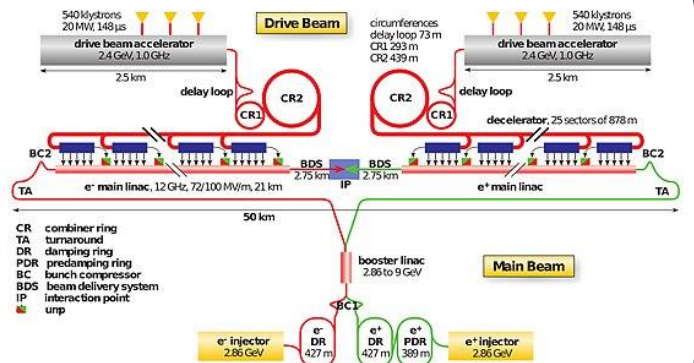 540 klystrons
20 MW, 148 µs
Drive Beam
circumferences
delay loop 73 m
CR1 293 m
CR2 439 m
540 klystrons
20 MW, 148 µs
drive beam accelerator
2.4 GeV, 1.0 GHz
drive beam accelerator
2.4 GeV, 1.0 GHz
2.5 km
2.5 km
delay loop
CR2
CR1
CR2
CR1
delay loop
decelerator, 25 sectors of 878 m
BC2
BDS
2.75 km
BDS
2.75 km
BC2
IP
TA
e- main linac, 12 GHz, 72/100 MV/m, 21 km
e+ main linac
TA
50 km
CR combiner ring
TA turnaround
DR damping ring
PDR predamping ring
BC bunch compressor
BDS beam delivery system
IP interaction point
unp
booster linac
2.86 to 9 GeV
Main Beam
BC1
e- injector
2.86 GeV
e-
DR
427 m
e+
DR
427 m
e+
PDR
389 m
e+ injector
2.86 GeV